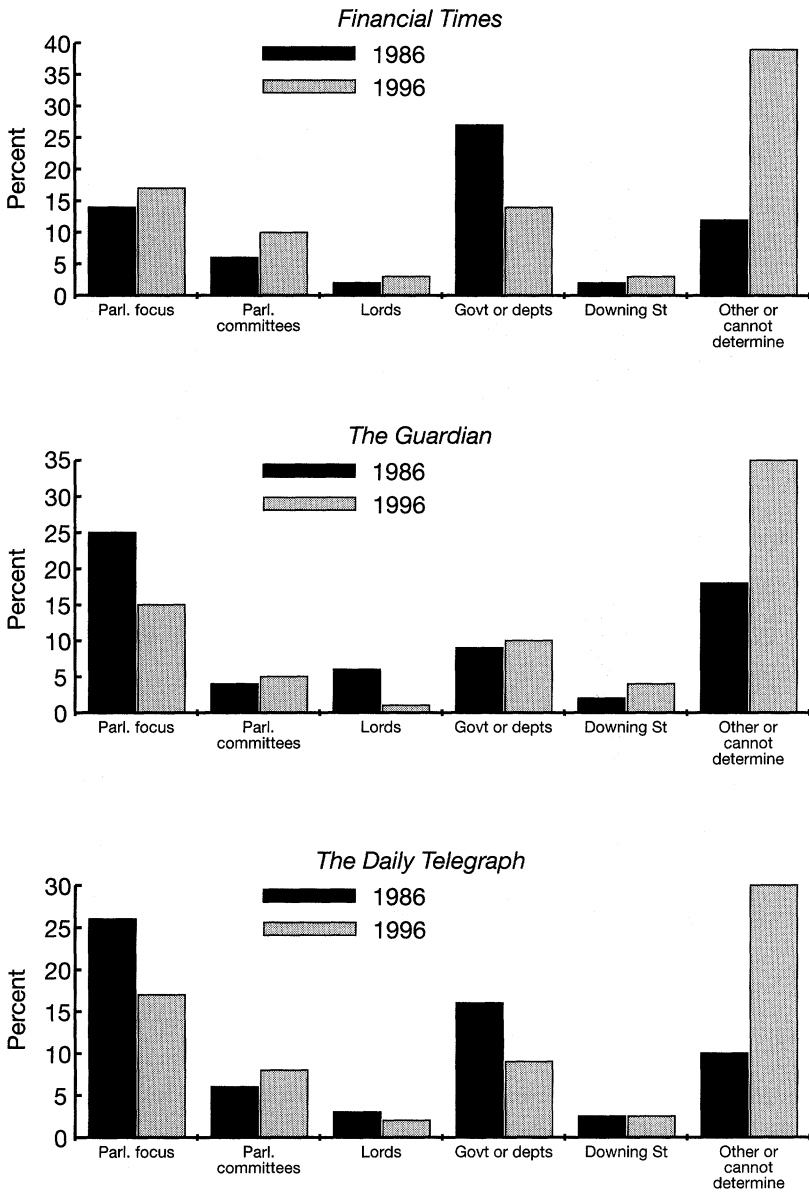 Financial Times
1986
1996
Percent
40
35
30
25
20
15
10
5
0
Parl. focus
Parl.
committees
Lords
Govt or depts
Downing St
Other or
cannot
determine
The Guardian
1986
1996
Percent
35
30
25
20
15
10
5
0
Parl. focus
Parl.
committees
Lords
Govt or depts
Downing St
Other or
cannot
determine
The Daily Telegraph
1986
1996
Percent
30
25
20
15
10
5
0
Parl. focus
Parl.
committees
Lords
Govt or depts
Downing St
Other or
cannot
determine